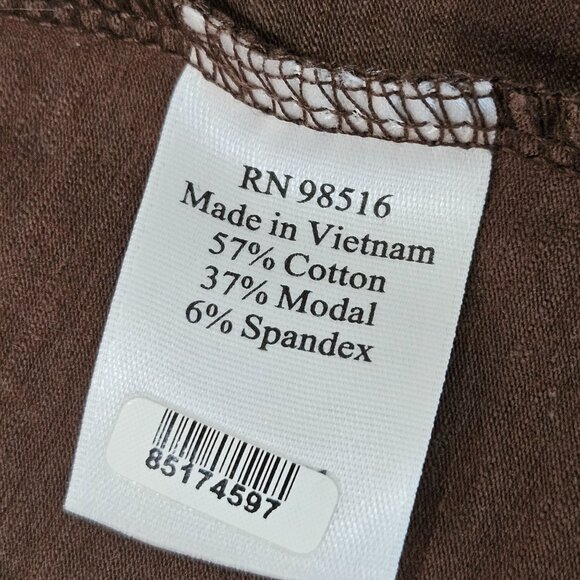 RN 98516
Made in Vietnam
57% Cotton
37% Modal
6% Spandex
85174597